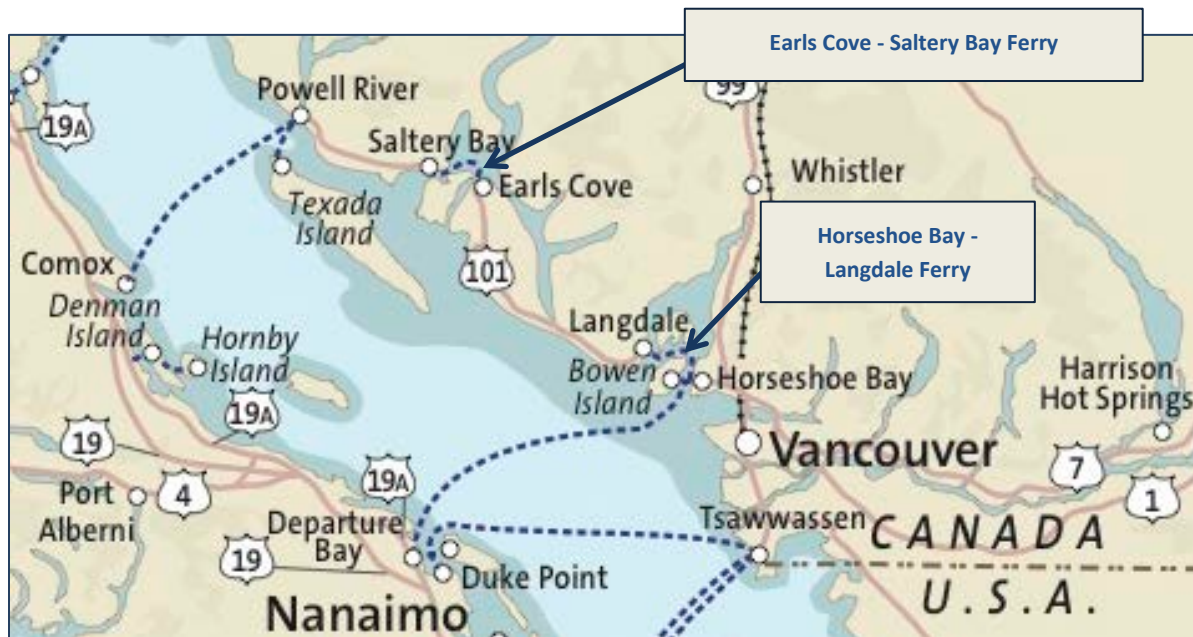 Earls Cove - Saltery Bay Ferry
Powell River
99
19A
Saltery Bay
Whistler
Earls Cove
Texada
Island
Horseshoe Bay -
Langdale Ferry
Comox
101
Denman
Island
Hornby
Island
Langdale
Bowen
Island
Horseshoe Bay
Harrison
Hot Springs
19A
19
Vancouver
7
1
Port
Alberni
4
19A
Departure
Bay
Tsawwassen
CANADA
19
Duke Point
U.S.A.
Nanaimo